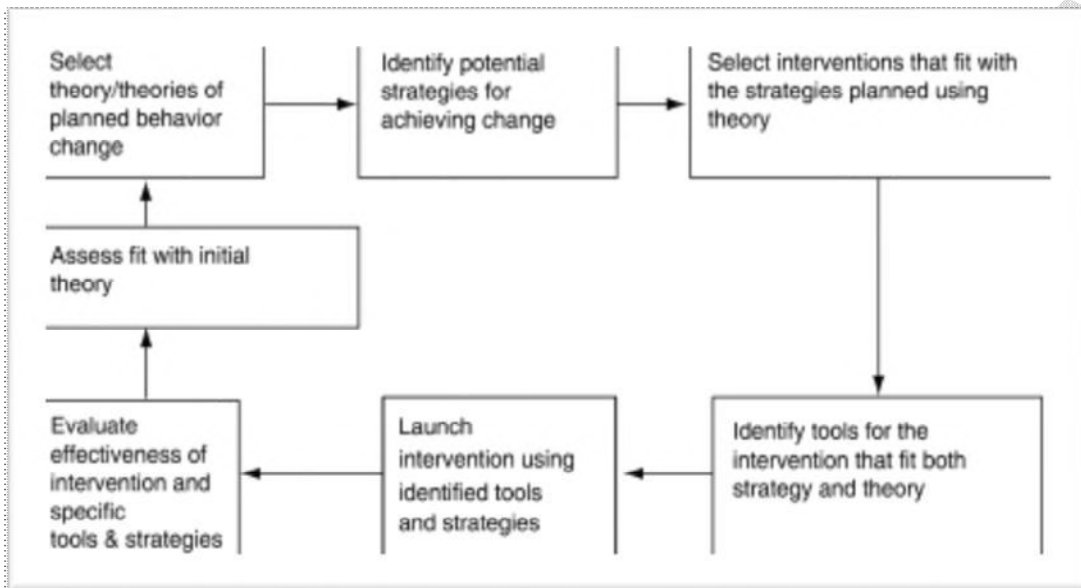 Select
theory/theories of
planned behavior
change
Identify potential
strategies for
achieving change
Select interventions that fit with
the strategies planned using
theory
Identify tools for the
intervention that fit both
strategy and theory
Launch
intervention using
identified tools
and strategies
Evaluate
effectiveness of
intervention and
specific
tools & strategies
Assess fit with initial
theory